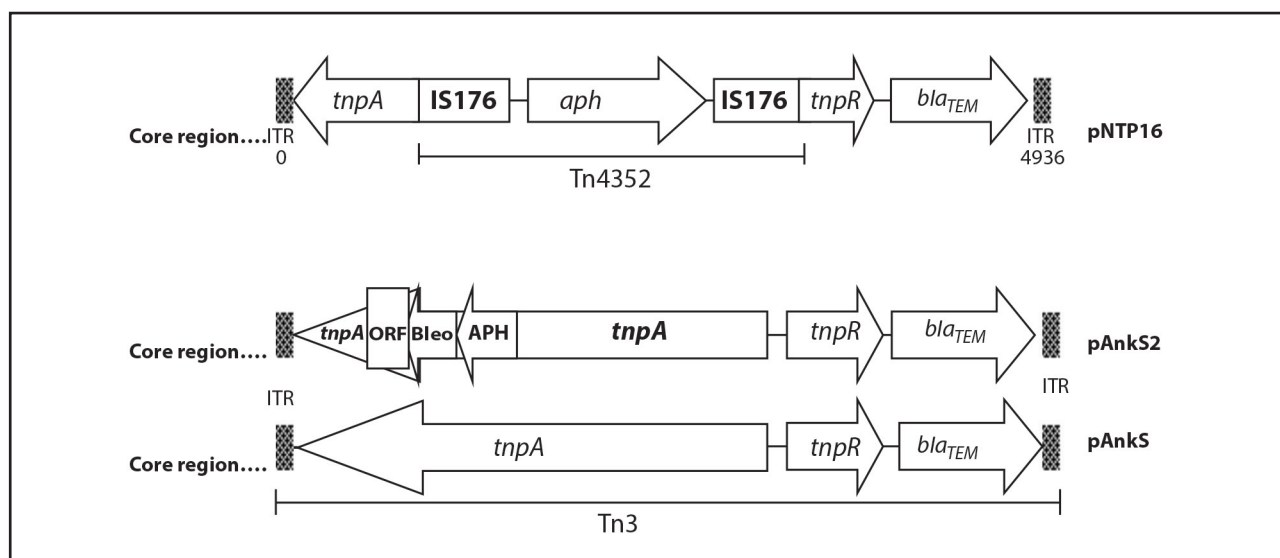 tnpA IS176 aph IS176 tnpR blaTEM
Core region.... ITR ITR pNTP16
0 4936
Tn4352
tnpA ORF Bleo APH tnpA tnpR blaTEM
Core region.... pAnkS2
ITR ITR
tnpA tnpR blaTEM pAnkS
Core region....
Tn3